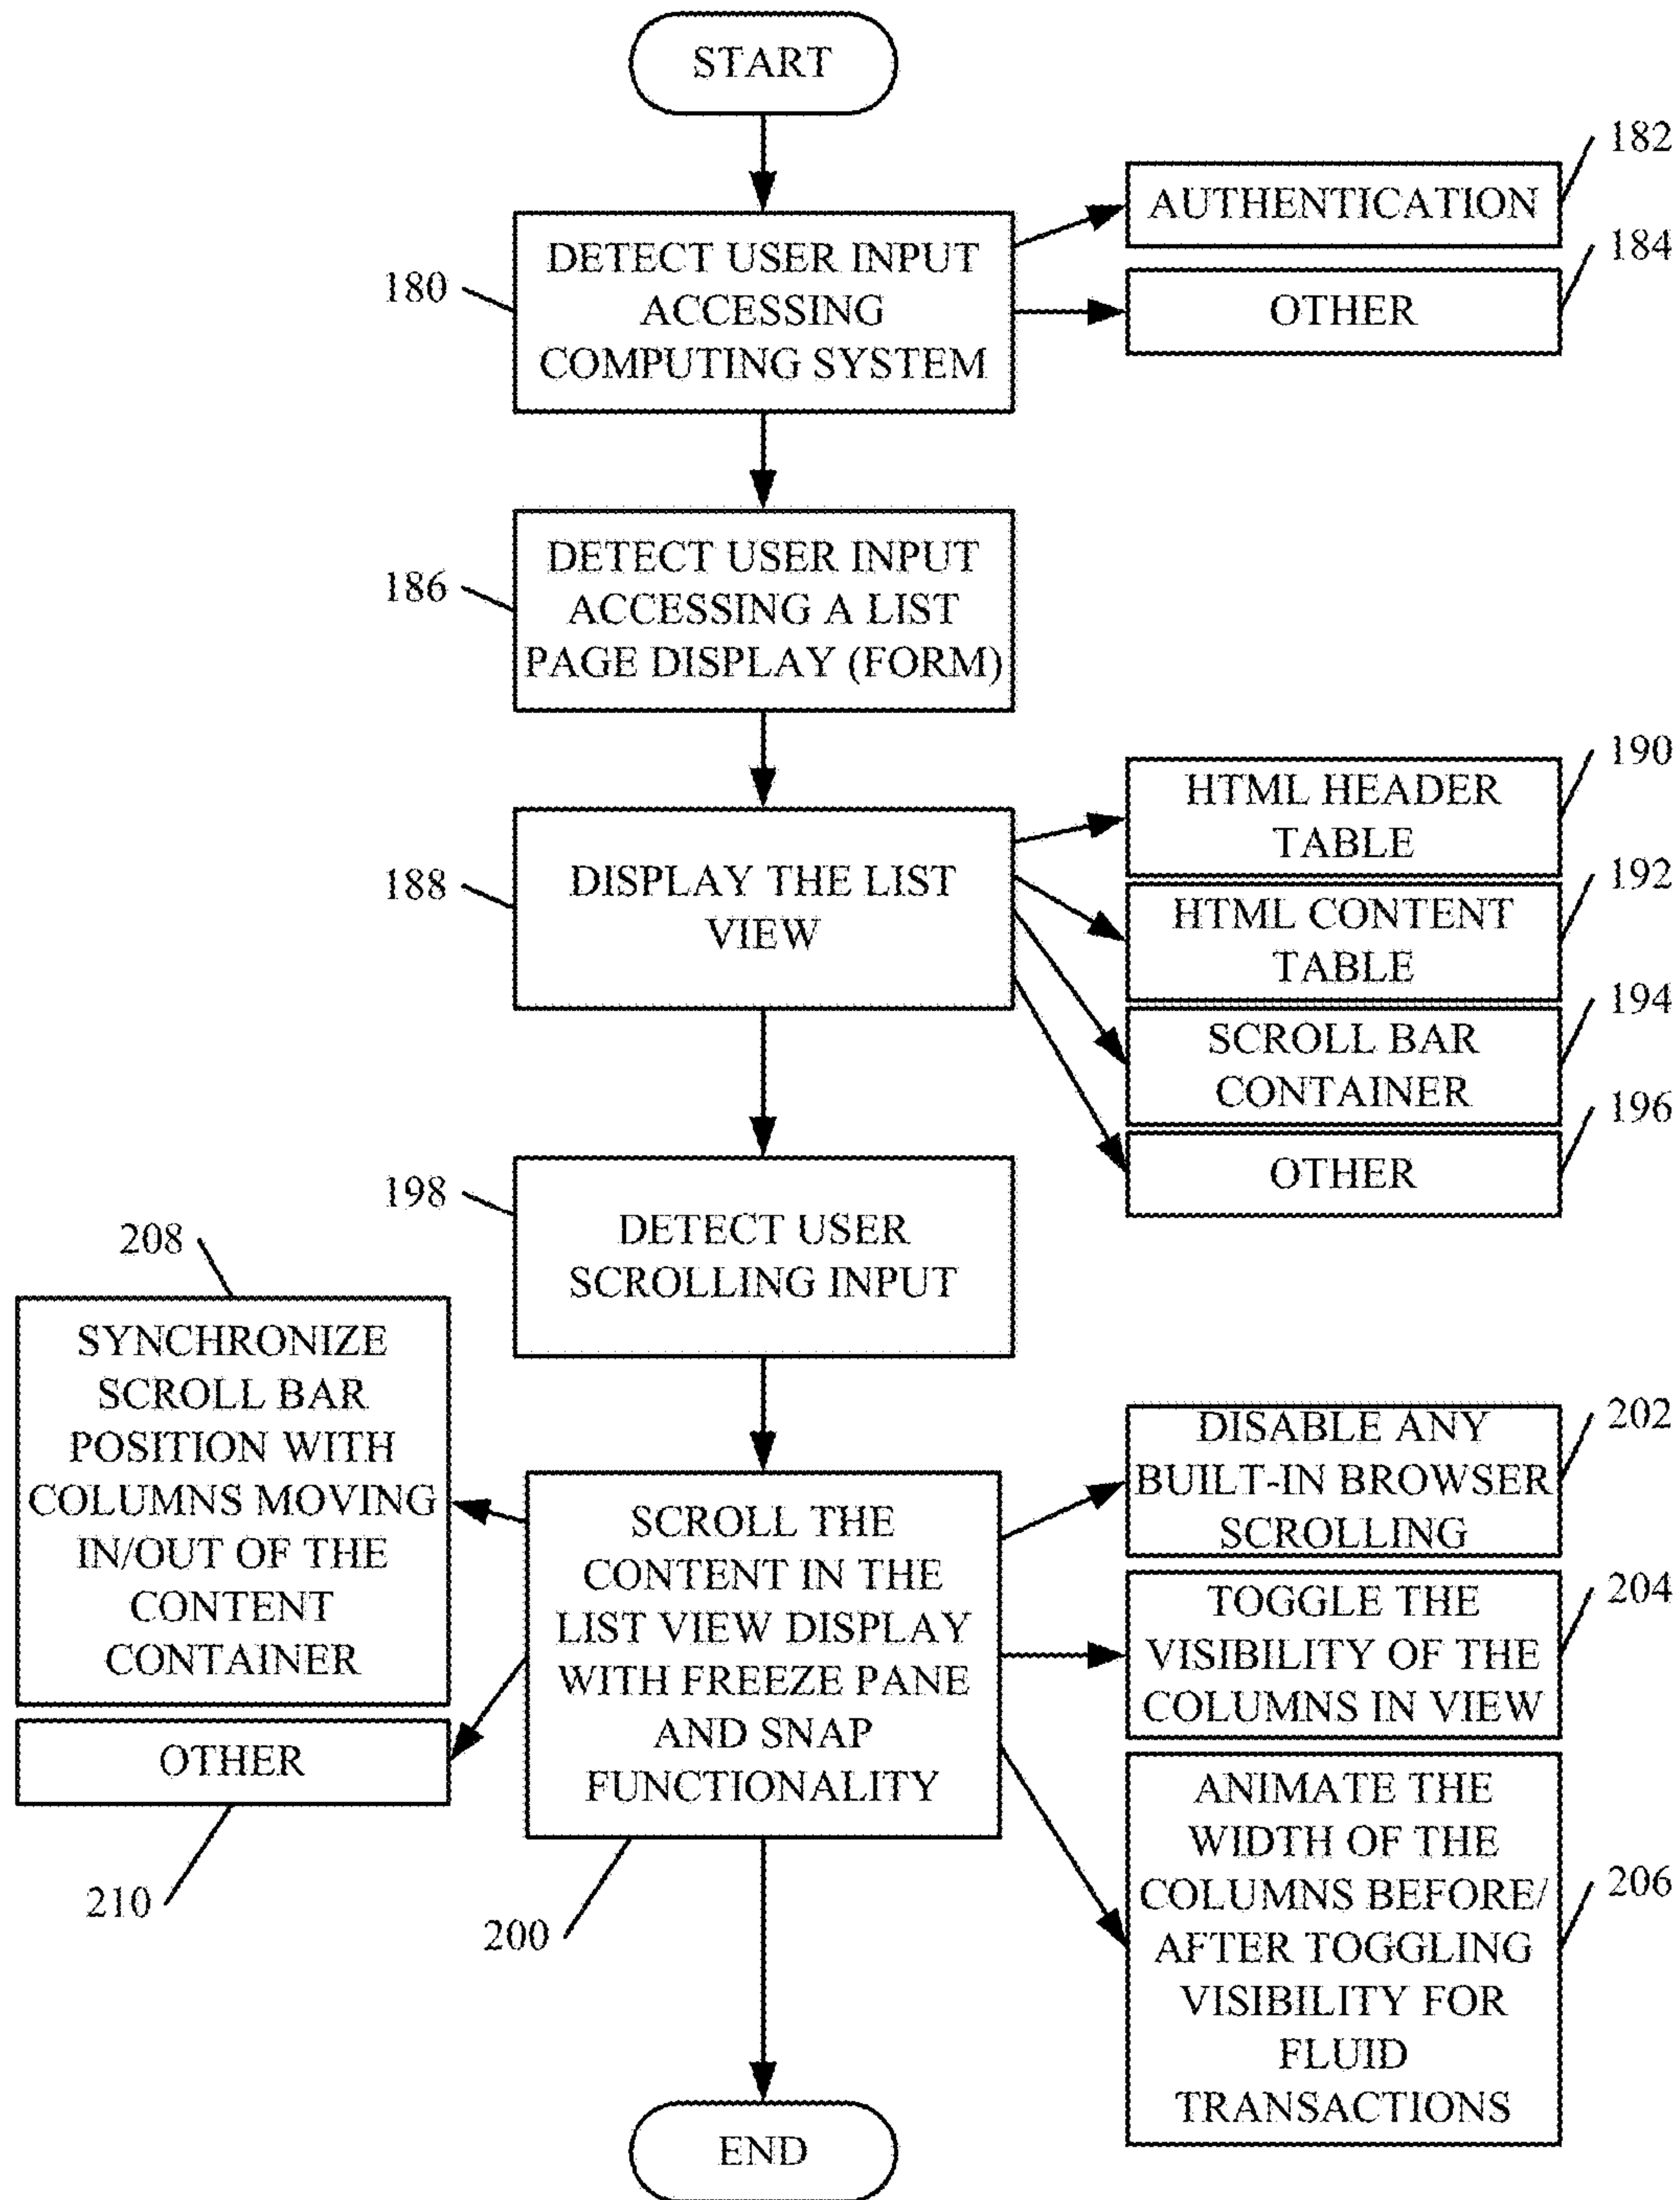 START
182
AUTHENTICATION
184
DETECT USER INPUT
ACCESSING
COMPUTING SYSTEM
180
OTHER
DETECT USER INPUT
ACCESSING A LIST
PAGE DISPLAY (FORM)
186
190
HTML HEADER
TABLE
188
DISPLAY THE LIST
VIEW
192
HTML CONTENT
TABLE
194
SCROLL BAR
CONTAINER
196
OTHER
198
DETECT USER
SCROLLING INPUT
208
SYNCHRONIZE
SCROLL BAR
POSITION WITH
COLUMNS MOVING
IN/OUT OF THE
CONTENT
CONTAINER
OTHER
210
SCROLL THE
CONTENT IN THE
LIST VIEW DISPLAY
WITH FREEZE PANE
AND SNAP
FUNCTIONALITY
200
202
DISABLE ANY
BUILT-IN BROWSER
SCROLLING
204
TOGGLE THE
VISIBILITY OF THE
COLUMNS IN VIEW
ANIMATE THE
WIDTH OF THE
COLUMNS BEFORE/
AFTER TOGGLING
VISIBILITY FOR
FLUID
TRANSACTIONS
206
END